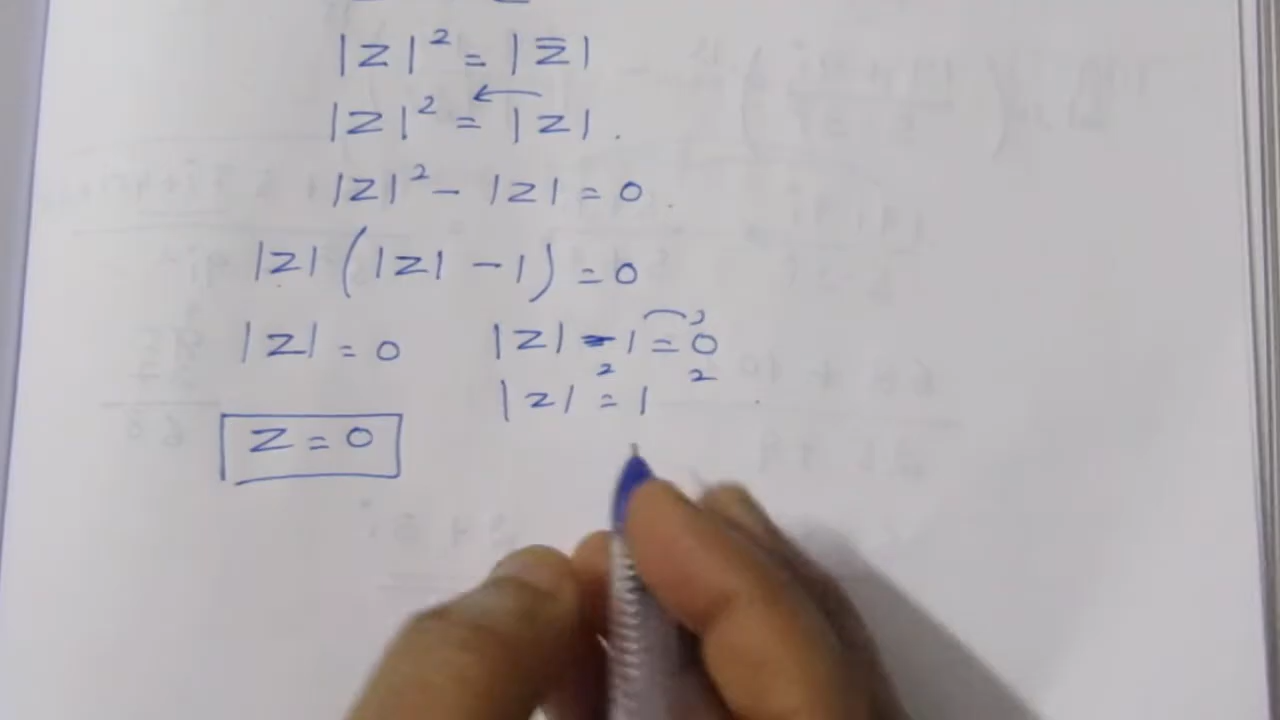 |z|² = |z̅|
|z|² = |z| .
|z|² - |z| = 0 .
|z| (|z| - 1) = 0
|z| = 0 |z| - 1 = 0
|z|² = 1²
z = 0